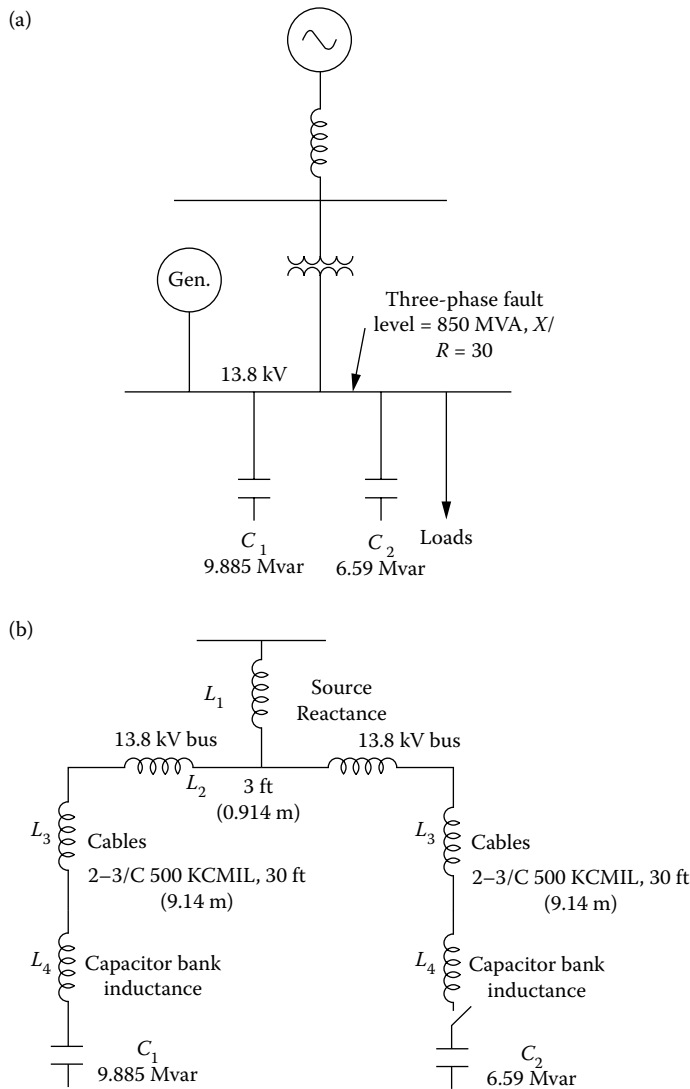 (a)
Gen.
Three-phase fault
level = 850 MVA, X/
R = 30
13.8 kV
C1
9.885 Mvar
C2
6.59 Mvar
Loads
(b)
L1
Source
Reactance
13.8 kV bus
13.8 kV bus
L2
3 ft
(0.914 m)
L3
Cables
2–3/C 500 KCMIL, 30 ft
(9.14 m)
L3
Cables
2–3/C 500 KCMIL, 30 ft
(9.14 m)
L4
Capacitor bank
inductance
L4
Capacitor bank
inductance
C1
9.885 Mvar
C2
6.59 Mvar